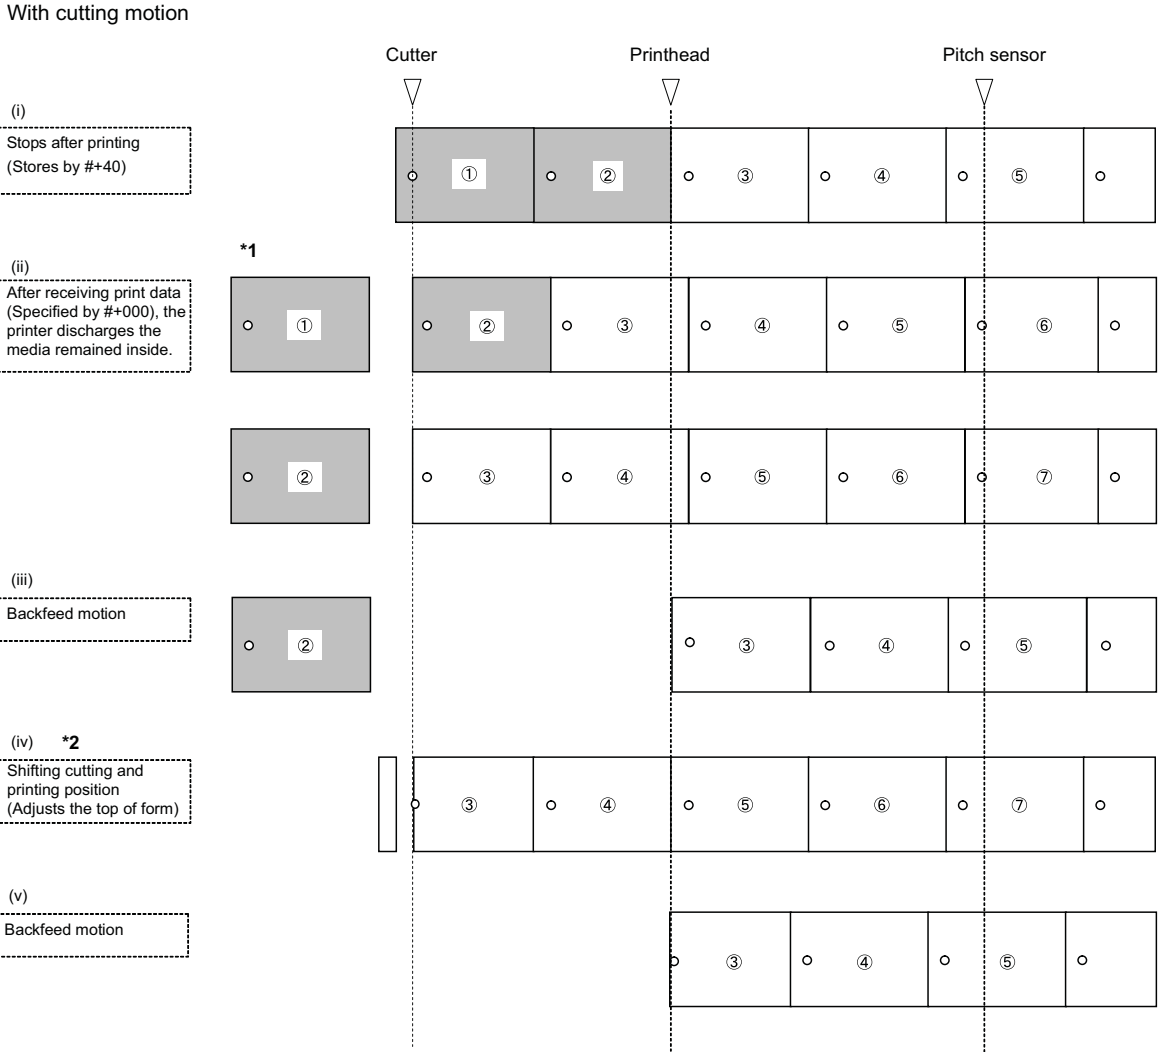 With cutting motion
Cutter Printhead Pitch sensor
(i)
Stops after printing
(Stores by #+40)
① ② ③ ④ ⑤
*1
(ii)
After receiving print data
(Specified by #+000), the
printer discharges the
media remained inside.
① ② ③ ④ ⑤ ⑥
② ③ ④ ⑤ ⑥ ⑦
(iii)
Backfeed motion
② ③ ④ ⑤
(iv) *2
Shifting cutting and
printing position
(Adjusts the top of form)
③ ④ ⑤ ⑥ ⑦
(v)
Backfeed motion
③ ④ ⑤